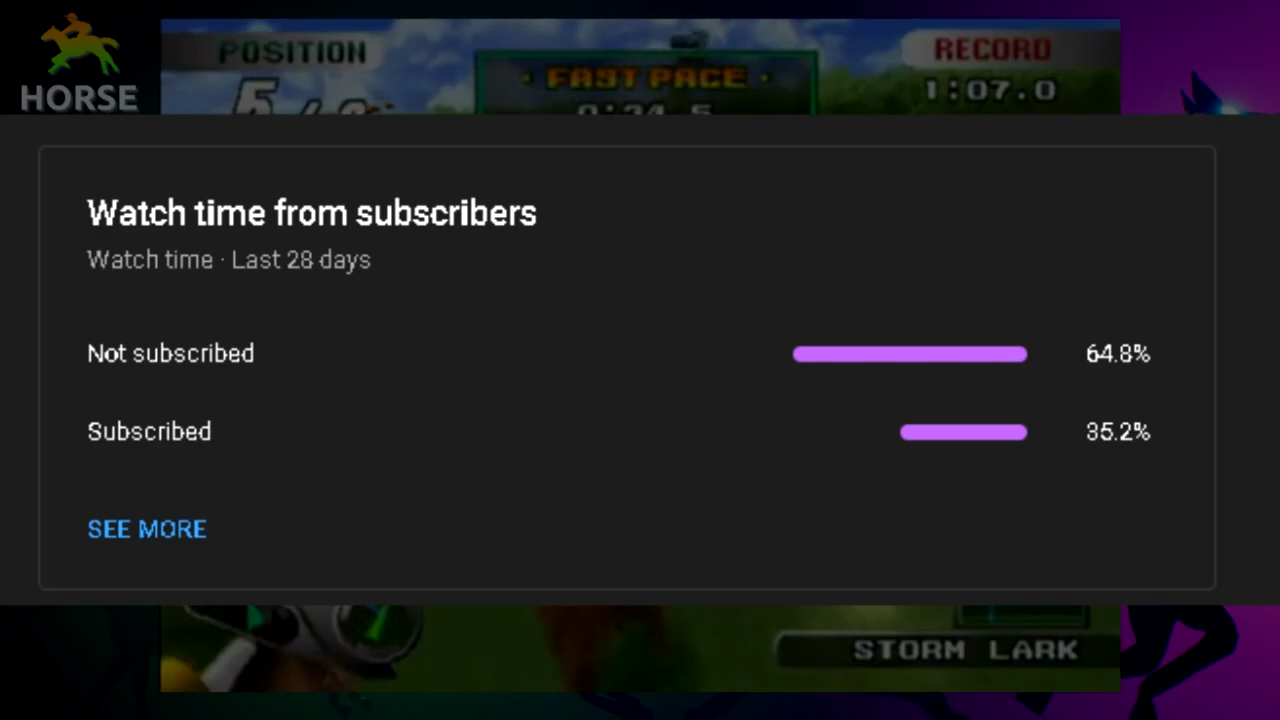 HORSE
POSITION
RECORD
FAST PACE
1:07.0
Watch time from subscribers
Watch time · Last 28 days
Not subscribed
64.8%
Subscribed
35.2%
SEE MORE
STORM LARK